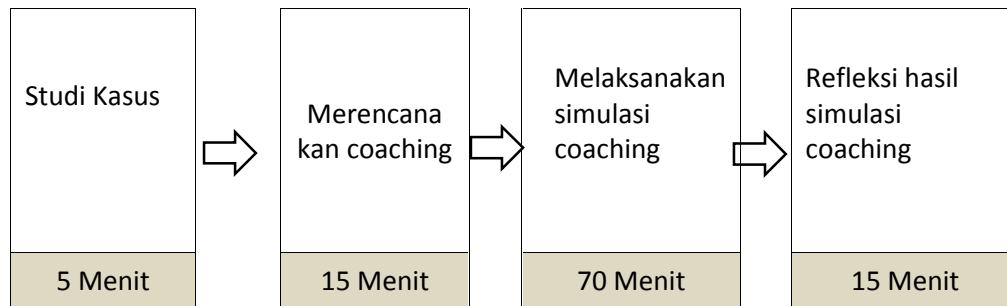 Studi Kasus
Merencana
kan coaching
Melaksanakan
simulasi
coaching
Refleksi hasil
simulasi
coaching
5 Menit
15 Menit
70 Menit
15 Menit